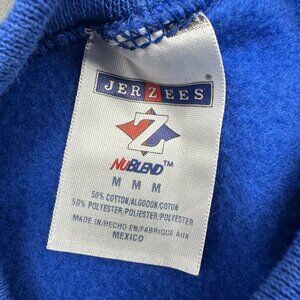 JERZEES®
Z
NUBLEND™
M M M
50% COTTON/ALGODON/COTON
50% POLYESTER/POLIESTER/POLYESTER
MADE IN/HECHO EN/FABRIQUE AUX
MEXICO